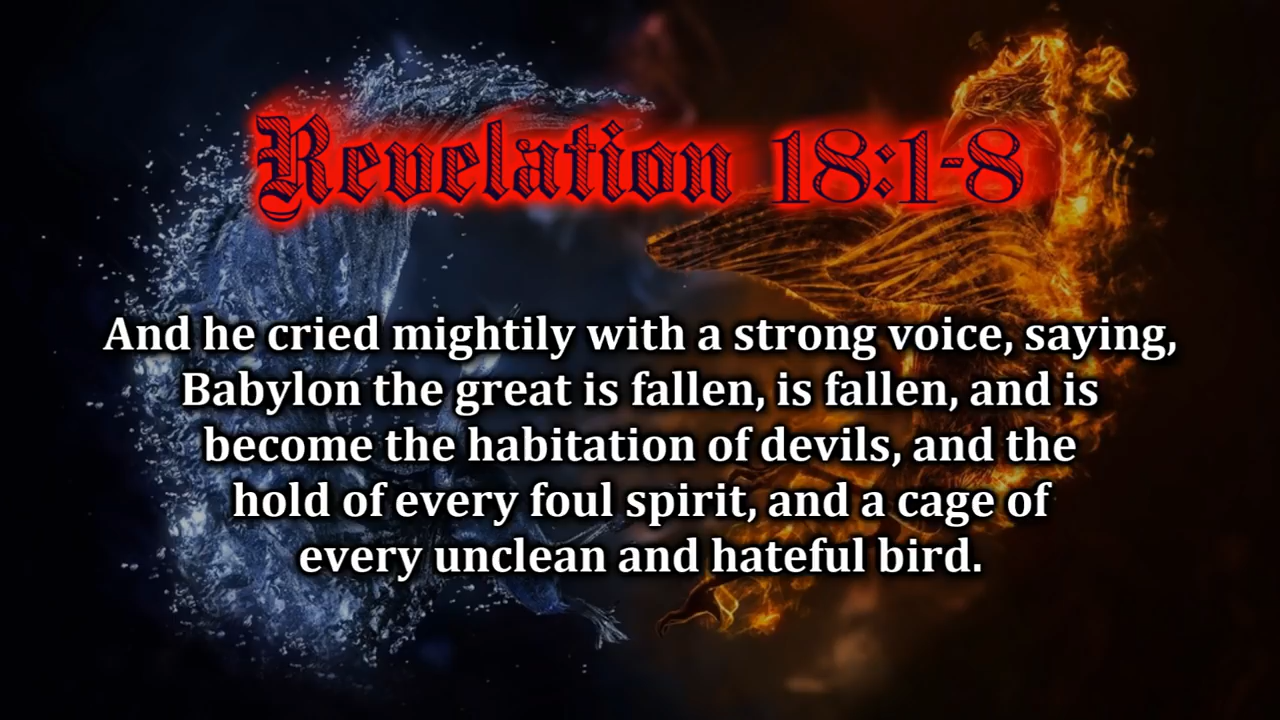 Revelation 18:1-8
And he cried mightily with a strong voice, saying,
Babylon the great is fallen, is fallen, and is
become the habitation of devils, and the
hold of every foul spirit, and a cage of
every unclean and hateful bird.